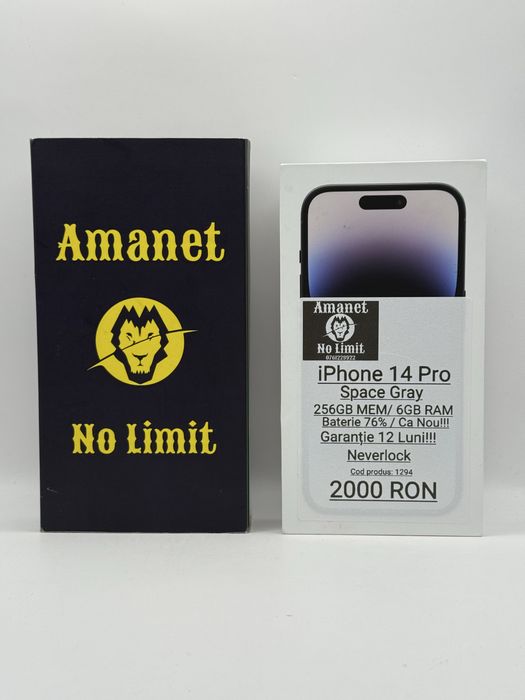 Amanet
No Limit
Amanet
No Limit
0761229922
iPhone 14 Pro
Space Gray
256GB MEM/ 6GB RAM
Baterie 76% / Ca Nou!!!
Garanție 12 Luni!!!
Neverlock
Cod produs: 1294
2000 RON